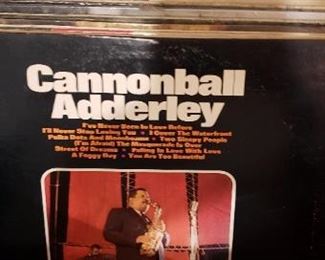 Cannonball
Adderley
I've Never Been In Love Before
I'll Never Stop Loving You • I Cover The Waterfront
Polka Dots And Moonbeams • Two Sleepy People
(I'm Afraid) The Masquerade Is Over
Street Of Dreams • Falling In Love With Love
A Foggy Day • You Are Too Beautiful